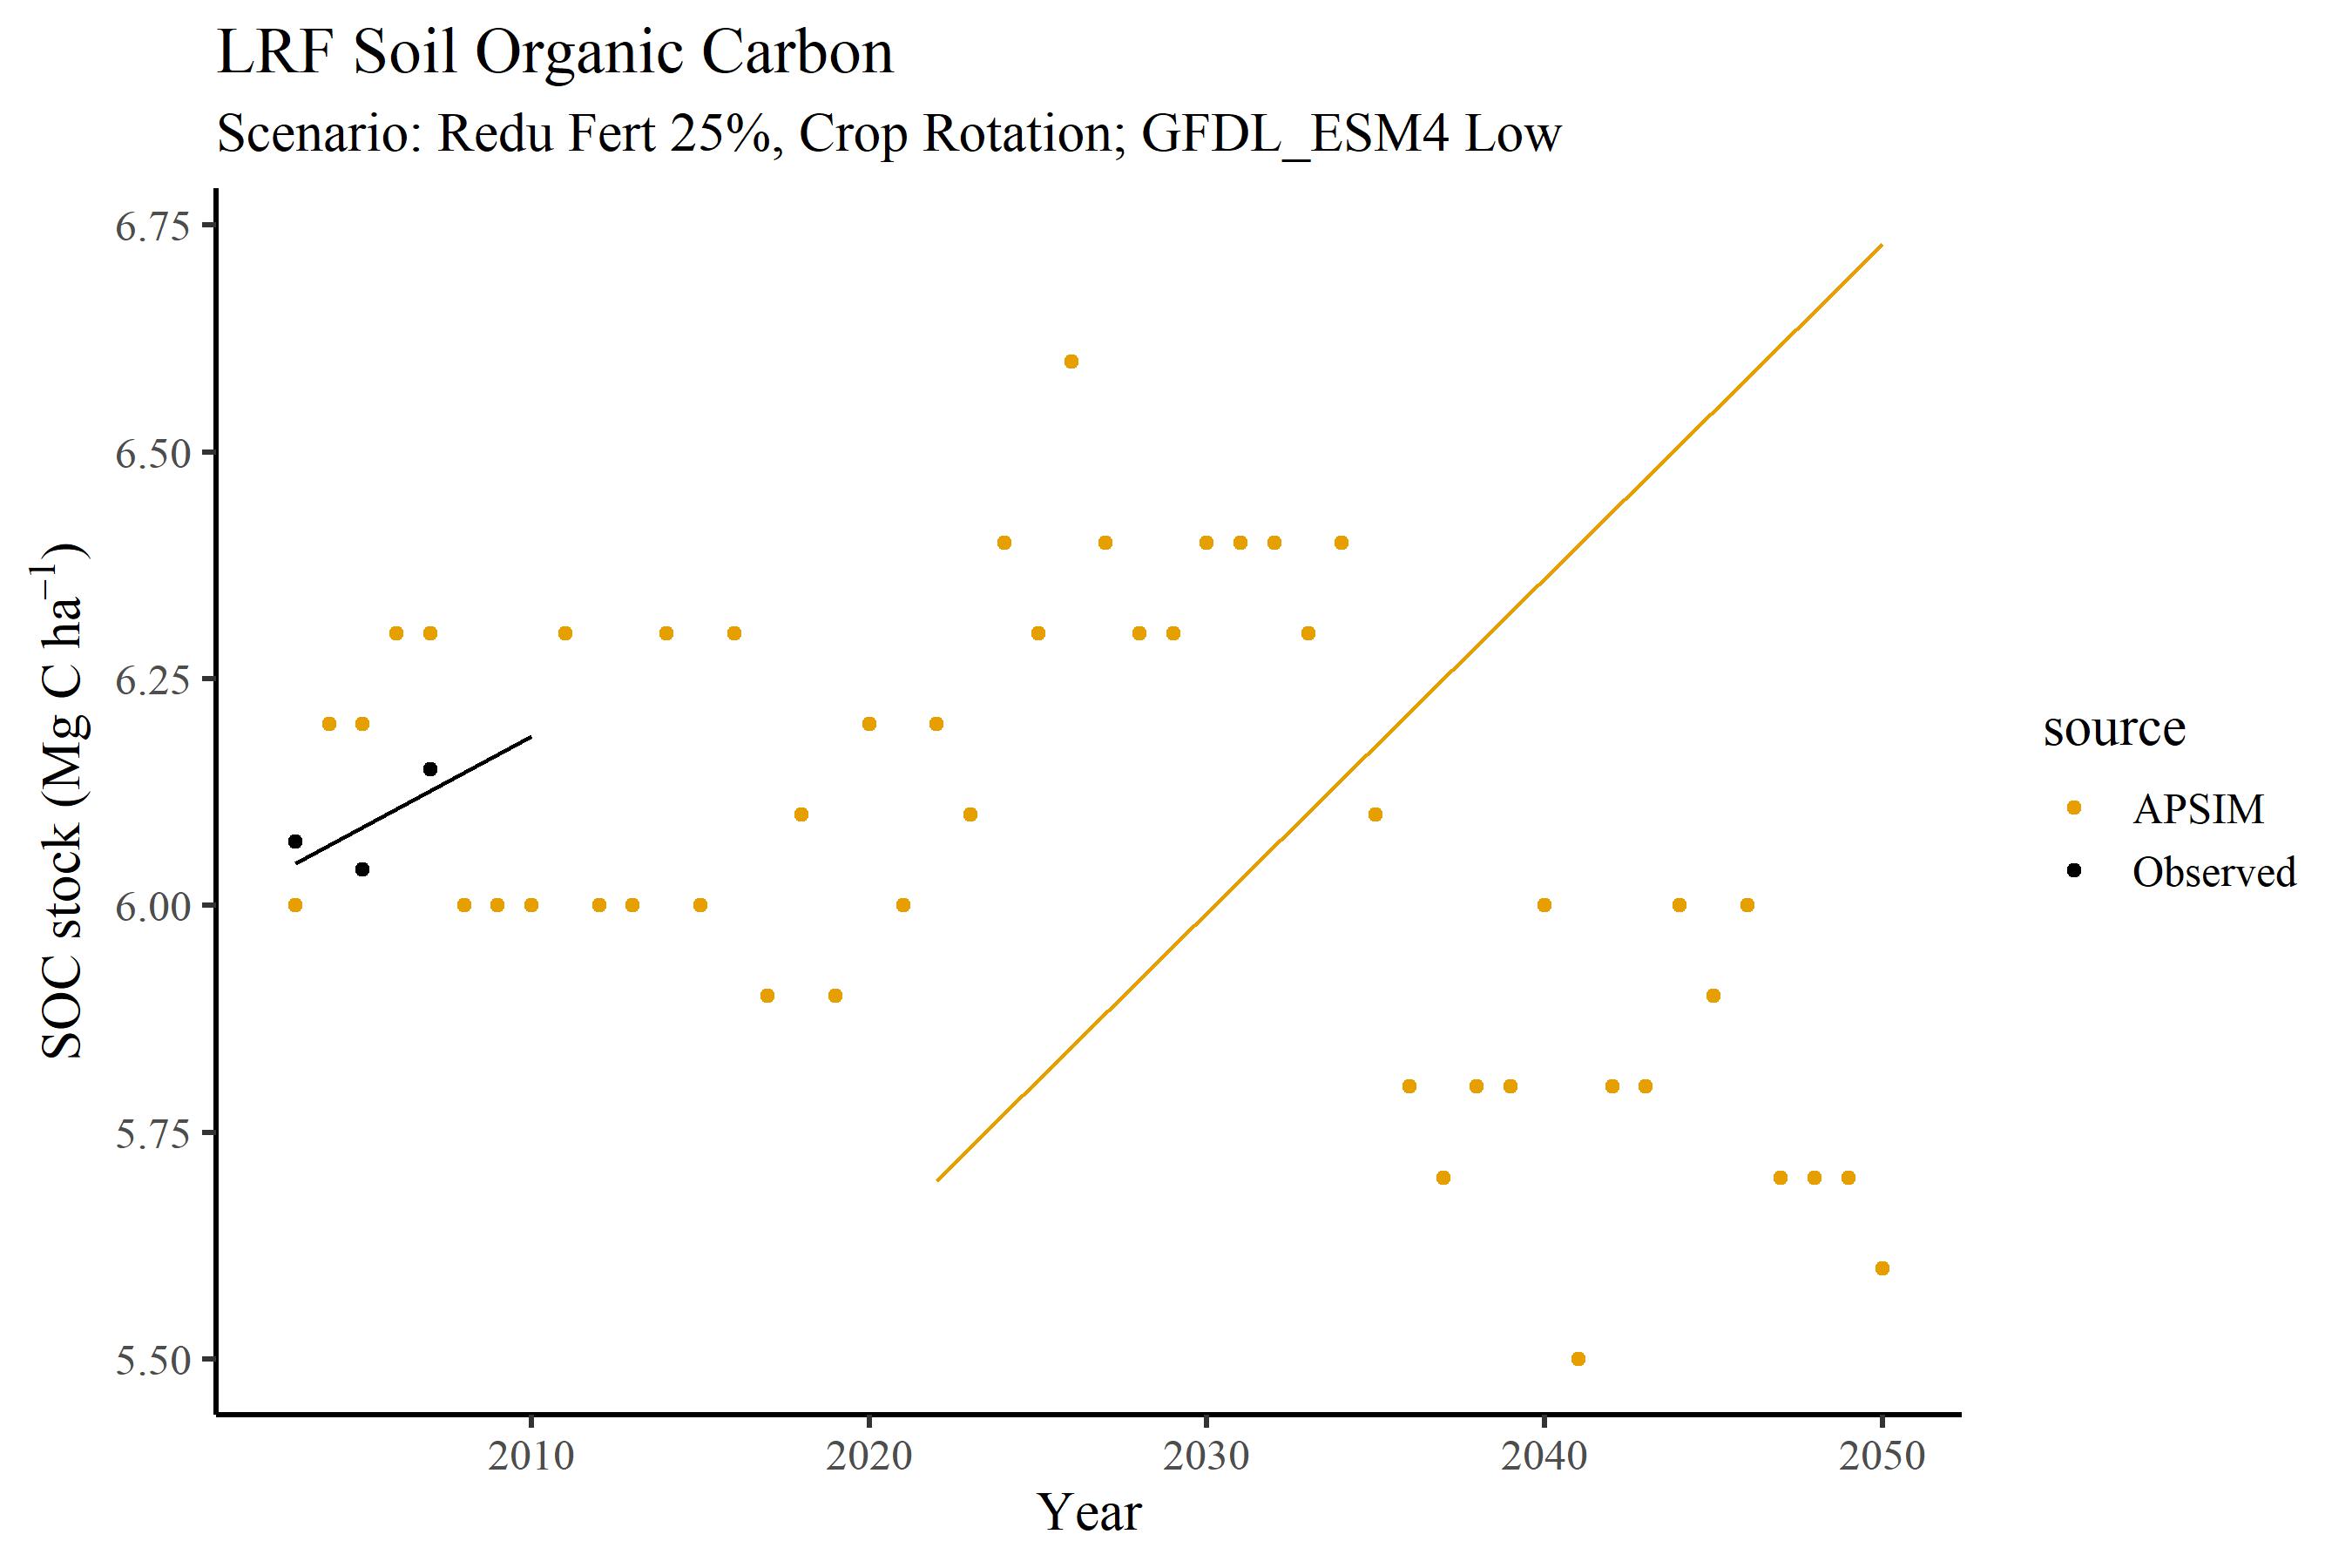 LRF Soil Organic Carbon
Scenario: Redu Fert 25%, Crop Rotation; GFDL_ESM4 Low
SOC stock (Mg C ha⁻¹)
6.75
6.50
6.25
6.00
5.75
5.50
2010
2020
2030
2040
2050
Year
source
APSIM
Observed